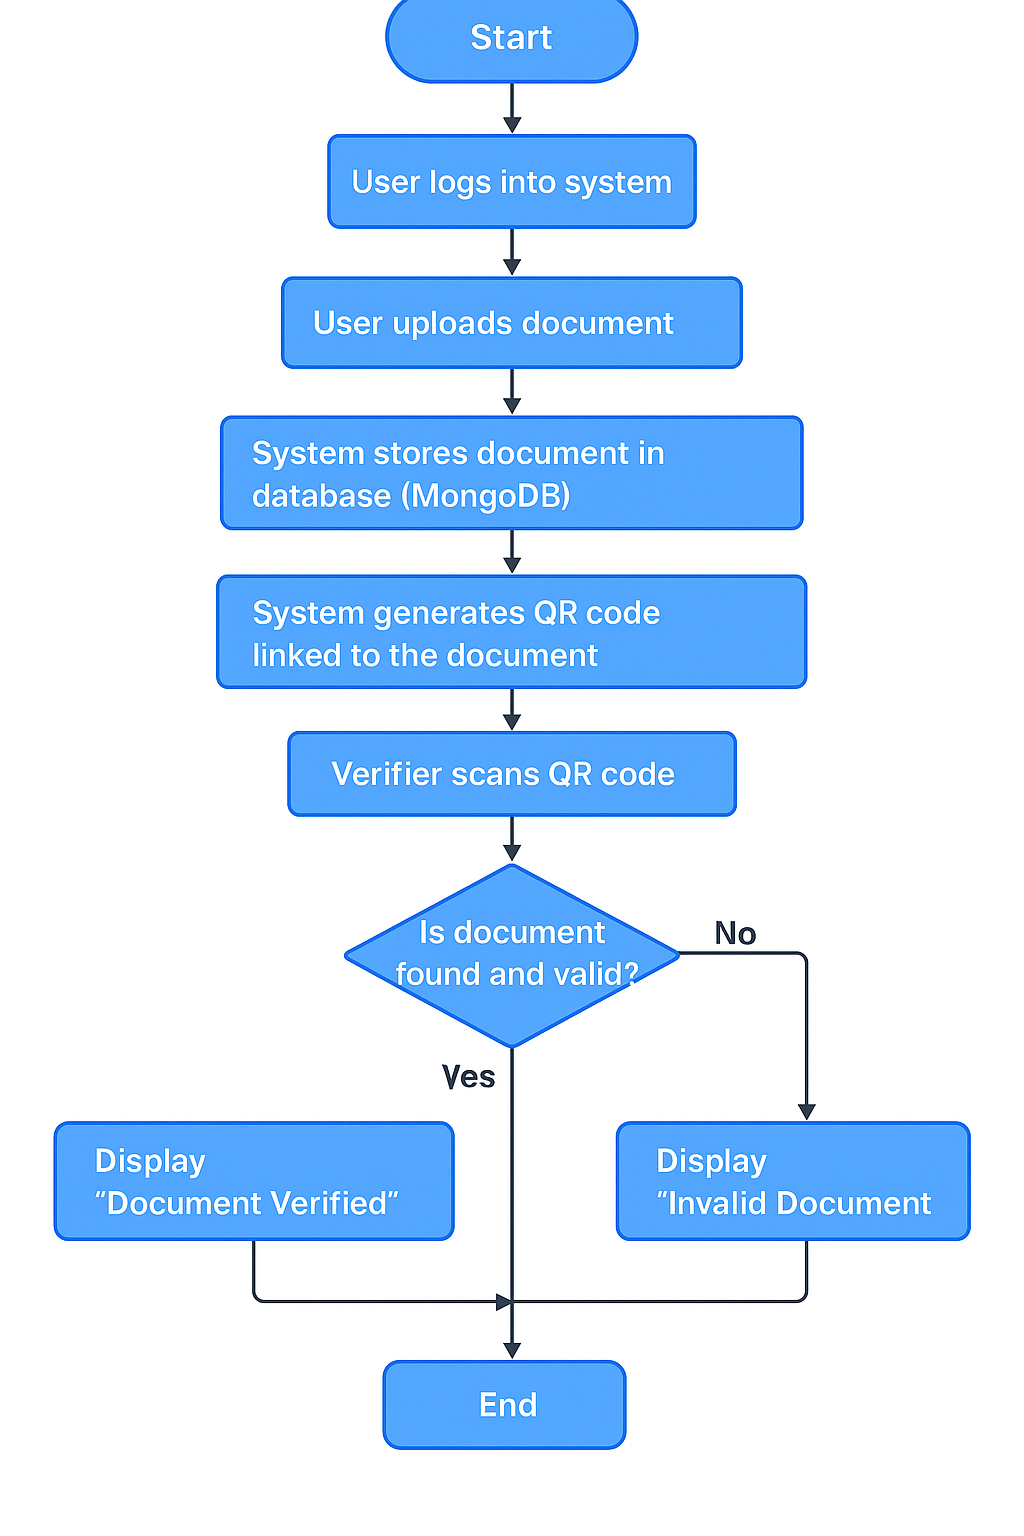 Start
User logs into system
User uploads document
System stores document in
database (MongoDB)
System generates QR code
linked to the document
Verifier scans QR code
Is document
found and valid?
No
Yes
Display
“Document Verified”
Display
“Invalid Document
End